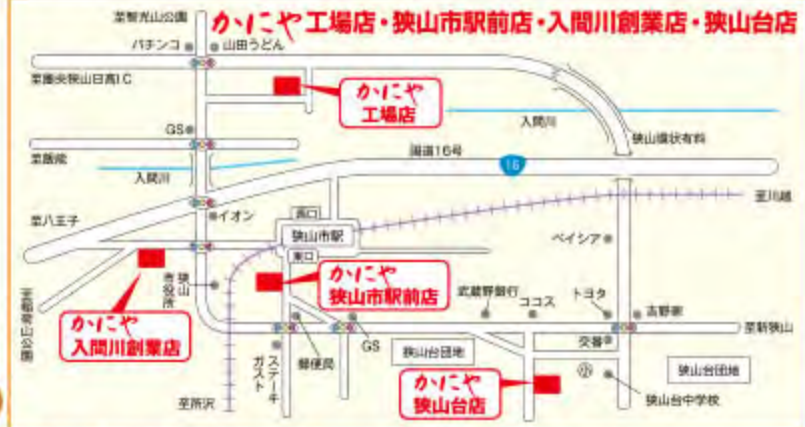 かにや工場店・狭山市駅前店・入間川創業店・狭山台店
至智光山公園
パチンコ
山田うどん
至圏央狭山日高I.C
かにや
工場店
GS
入間川
狭山環状有料
至飯能
入間川
国道16号
16
至川越
至八王子
イオン
西口
狭山市駅
東口
ベイシア
狭山
市役所
かにや
狭山市駅前店
至稲荷山公園
かにや
入間川創業店
武蔵野銀行
ココス
トヨタ
吉野家
至新狭山
ステーキ
ガスト
郵便局
GS
狭山台団地
交番
小
狭山台団地
かにや
狭山台店
狭山台中学校
至所沢